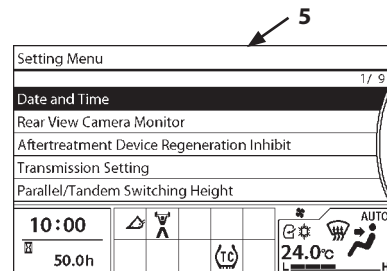 5
Setting Menu
1/ 9
Date and Time
Rear View Camera Monitor
Aftertreatment Device Regeneration Inhibit
Transmission Setting
Parallel/Tandem Switching Height
10:00
50.0h
TC
AUTO
24.0°C
L H